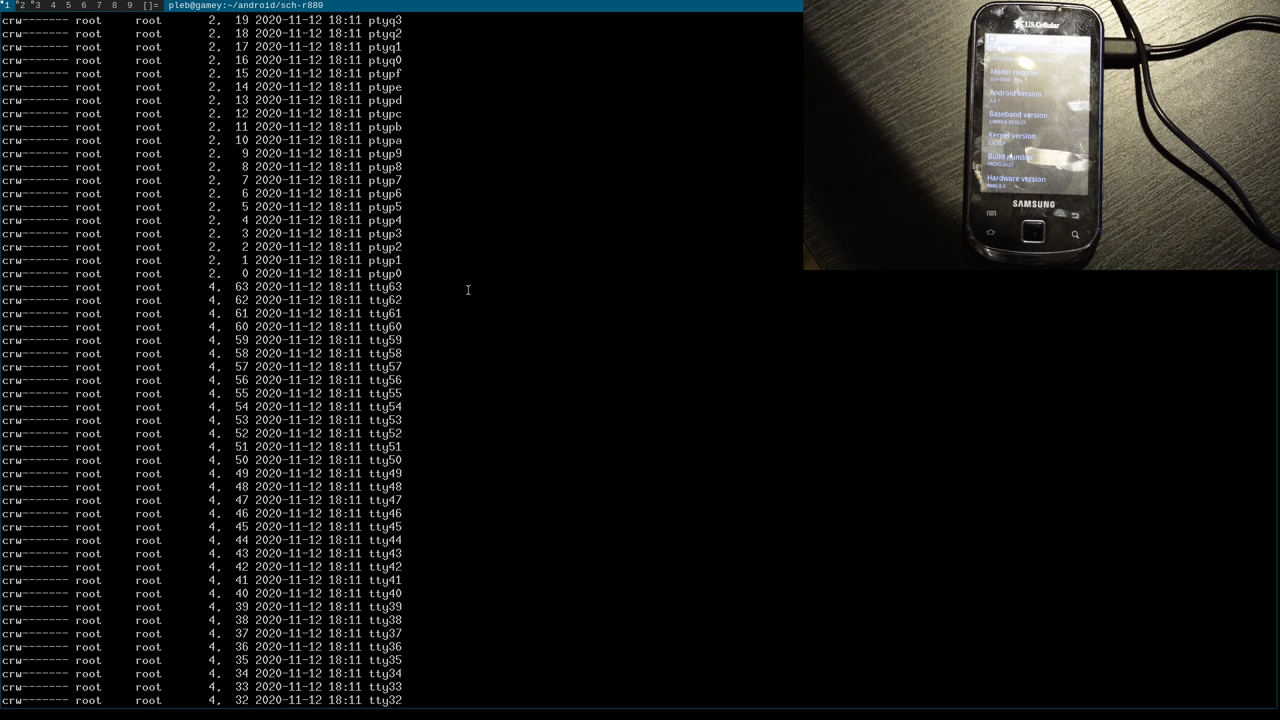 1 2 3 4 5 6 7 8 9 []= pleb@gamey:~/android/sch-r880
crw------- root root 2, 19 2020-11-12 18:11 ptyq3
crw------- root root 2, 18 2020-11-12 18:11 ptyq2
crw------- root root 2, 17 2020-11-12 18:11 ptyq1
crw------- root root 2, 16 2020-11-12 18:11 ptyq0
crw------- root root 2, 15 2020-11-12 18:11 ptypf
crw------- root root 2, 14 2020-11-12 18:11 ptype
crw------- root root 2, 13 2020-11-12 18:11 ptypd
crw------- root root 2, 12 2020-11-12 18:11 ptypc
crw------- root root 2, 11 2020-11-12 18:11 ptypb
crw------- root root 2, 10 2020-11-12 18:11 ptypa
crw------- root root 2, 9 2020-11-12 18:11 ptyp9
crw------- root root 2, 8 2020-11-12 18:11 ptyp8
crw------- root root 2, 7 2020-11-12 18:11 ptyp7
crw------- root root 2, 6 2020-11-12 18:11 ptyp6
crw------- root root 2, 5 2020-11-12 18:11 ptyp5
crw------- root root 2, 4 2020-11-12 18:11 ptyp4
crw------- root root 2, 3 2020-11-12 18:11 ptyp3
crw------- root root 2, 2 2020-11-12 18:11 ptyp2
crw------- root root 2, 1 2020-11-12 18:11 ptyp1
crw------- root root 2, 0 2020-11-12 18:11 ptyp0
crw------- root root 4, 63 2020-11-12 18:11 tty63
crw------- root root 4, 62 2020-11-12 18:11 tty62
crw------- root root 4, 61 2020-11-12 18:11 tty61
crw------- root root 4, 60 2020-11-12 18:11 tty60
crw------- root root 4, 59 2020-11-12 18:11 tty59
crw------- root root 4, 58 2020-11-12 18:11 tty58
crw------- root root 4, 57 2020-11-12 18:11 tty57
crw------- root root 4, 56 2020-11-12 18:11 tty56
crw------- root root 4, 55 2020-11-12 18:11 tty55
crw------- root root 4, 54 2020-11-12 18:11 tty54
crw------- root root 4, 53 2020-11-12 18:11 tty53
crw------- root root 4, 52 2020-11-12 18:11 tty52
crw------- root root 4, 51 2020-11-12 18:11 tty51
crw------- root root 4, 50 2020-11-12 18:11 tty50
crw------- root root 4, 49 2020-11-12 18:11 tty49
crw------- root root 4, 48 2020-11-12 18:11 tty48
crw------- root root 4, 47 2020-11-12 18:11 tty47
crw------- root root 4, 46 2020-11-12 18:11 tty46
crw------- root root 4, 45 2020-11-12 18:11 tty45
crw------- root root 4, 44 2020-11-12 18:11 tty44
crw------- root root 4, 43 2020-11-12 18:11 tty43
crw------- root root 4, 42 2020-11-12 18:11 tty42
crw------- root root 4, 41 2020-11-12 18:11 tty41
crw------- root root 4, 40 2020-11-12 18:11 tty40
crw------- root root 4, 39 2020-11-12 18:11 tty39
crw------- root root 4, 38 2020-11-12 18:11 tty38
crw------- root root 4, 37 2020-11-12 18:11 tty37
crw------- root root 4, 36 2020-11-12 18:11 tty36
crw------- root root 4, 35 2020-11-12 18:11 tty35
crw------- root root 4, 34 2020-11-12 18:11 tty34
crw------- root root 4, 33 2020-11-12 18:11 tty33
crw------- root root 4, 32 2020-11-12 18:11 tty32
U.S. Cellular
Model number
Android version
Baseband version
Kernel version
Build number
Hardware version
SAMSUNG